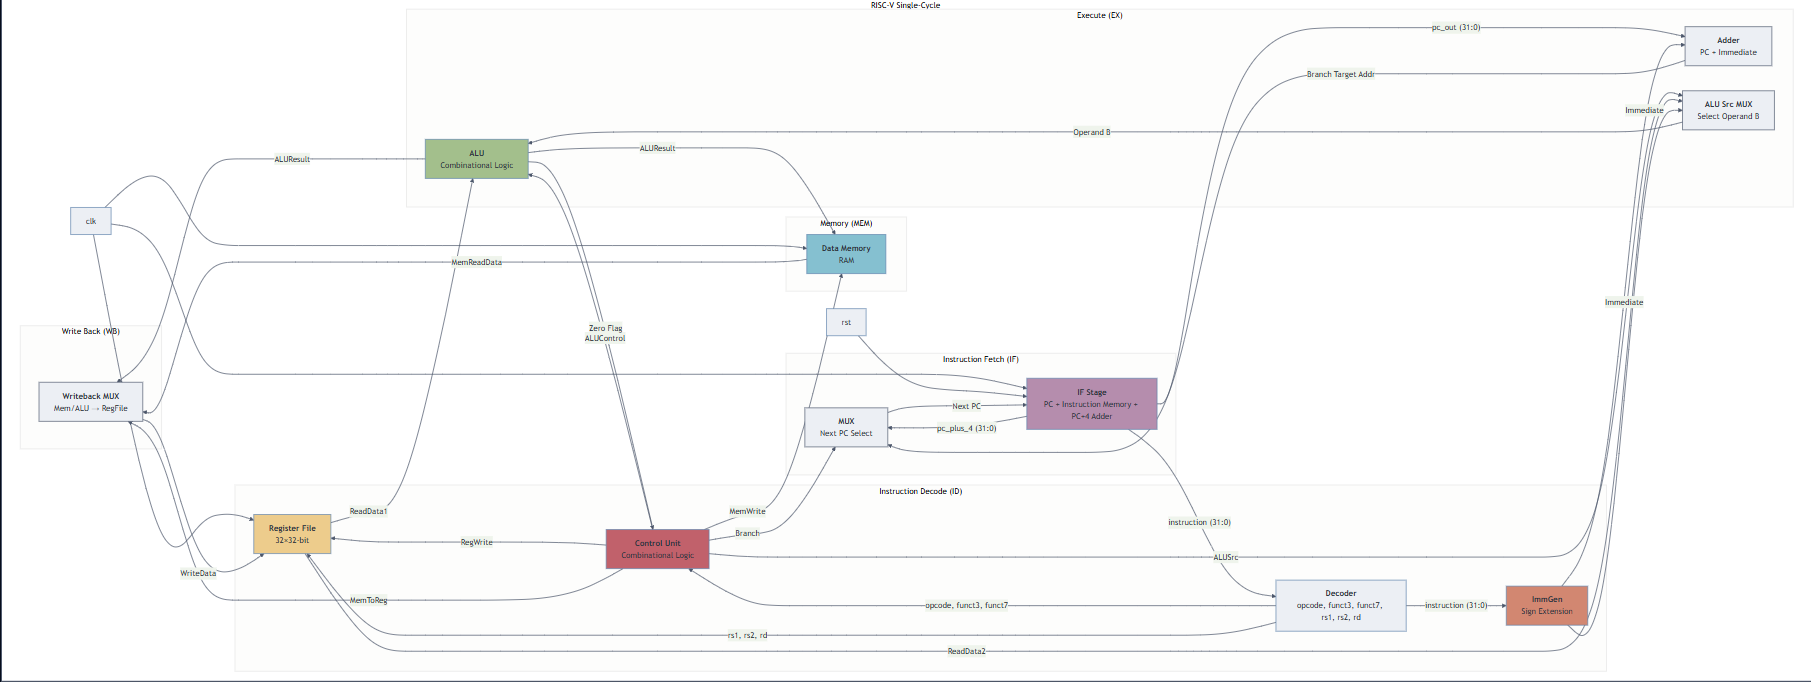 RISC-V Single-Cycle
Execute (EX)
pc_out (31:0)
Adder
PC + Immediate
Branch Target Addr
ALU Src MUX
Select Operand B
Immediate
Operand B
ALU
Combinational Logic
ALUResult
ALUResult
clk
Memory (MEM)
Data Memory
RAM
MemReadData
Immediate
rst
Zero Flag
ALUControl
Write Back (WB)
Writeback MUX
Mem/ALU → RegFile
Instruction Fetch (IF)
IF Stage
PC + Instruction Memory +
PC+4 Adder
Next PC
MUX
Next PC Select
pc_plus_4 (31:0)
Instruction Decode (ID)
ReadData1
MemWrite
instruction (31:0)
Register File
32×32-bit
Branch
RegWrite
Control Unit
Combinational Logic
ALUSrc
WriteData
MemToReg
opcode, funct3, funct7
Decoder
opcode, funct3, funct7,
rs1, rs2, rd
instruction (31:0)
ImmGen
Sign Extension
rs1, rs2, rd
ReadData2